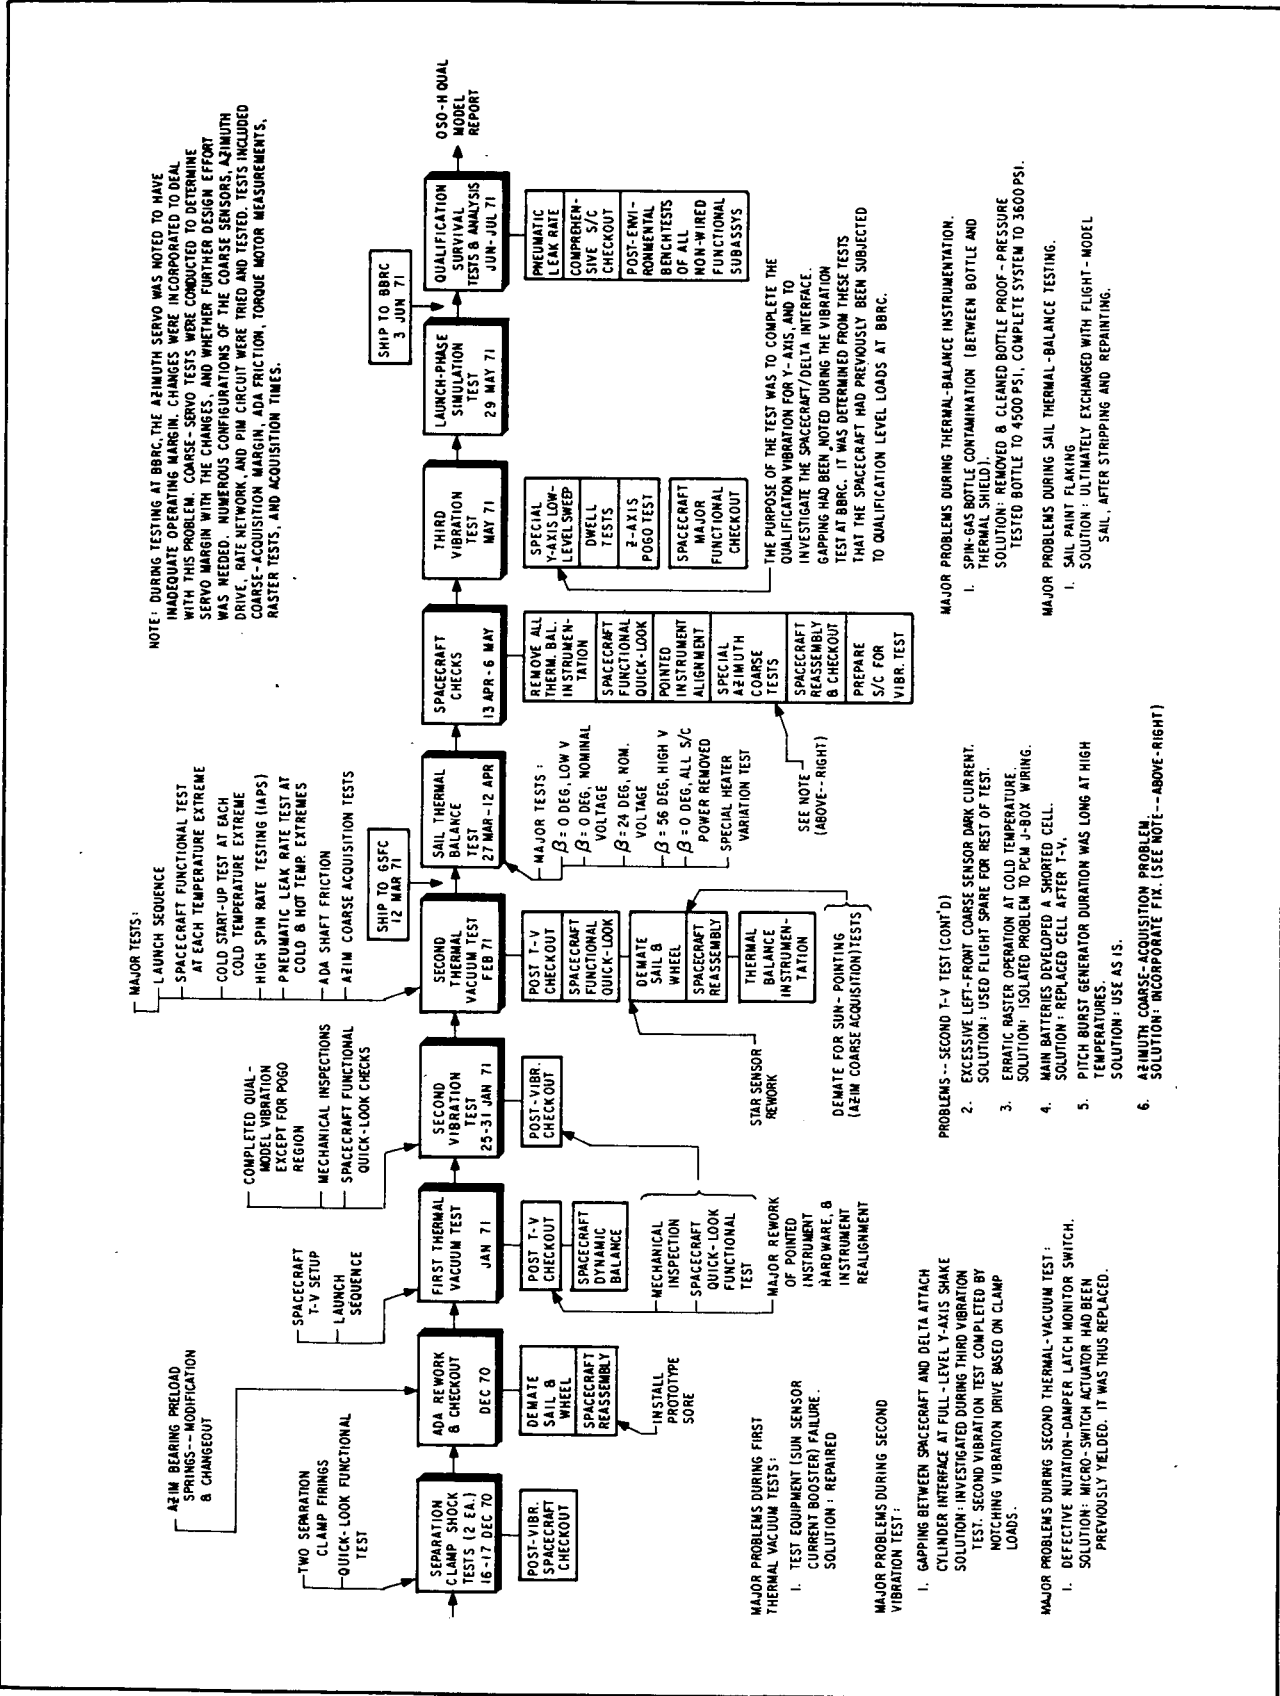 AZIM BEARING PRELOAD
SPRINGS--MODIFICATION
& CHANGEOUT
TWO SEPARATION
CLAMP FIRINGS
QUICK-LOOK FUNCTIONAL
TEST
SPACECRAFT
T-V SETUP
LAUNCH
SEQUENCE
COMPLETED QUAL-
MODEL VIBRATION
EXCEPT FOR POGO
REGION
MECHANICAL INSPECTIONS
SPACECRAFT FUNCTIONAL
QUICK-LOOK CHECKS
MAJOR TESTS:
LAUNCH SEQUENCE
SPACECRAFT FUNCTIONAL TEST
AT EACH TEMPERATURE EXTREME
COLD START-UP TEST AT EACH
COLD TEMPERATURE EXTREME
HIGH SPIN RATE TESTING (APS)
PNEUMATIC LEAK RATE TEST AT
COLD & HOT TEMP. EXTREMES
ADA SHAFT FRICTION
AZIM COARSE ACQUISITION TESTS
NOTE: DURING TESTING AT BBRC, THE AZIMUTH SERVO WAS NOTED TO HAVE
INADEQUATE OPERATING MARGIN. CHANGES WERE INCORPORATED TO DEAL
WITH THIS PROBLEM. COARSE-SERVO TESTS WERE CONDUCTED TO DETERMINE
SERVO MARGIN WITH THE CHANGES, AND WHETHER FURTHER DESIGN EFFORT
WAS NEEDED. NUMEROUS CONFIGURATIONS OF THE COARSE SENSORS, AZIMUTH
DRIVE, RATE NETWORK, AND PIM CIRCUIT WERE TRIED AND TESTED. TESTS INCLUDED
COARSE-ACQUISITION MARGIN, ADA FRICTION, TORQUE MOTOR MEASUREMENTS,
RASTER TESTS, AND ACQUISITION TIMES.
SHIP TO GSFC
12 MAR 71
SHIP TO BBRC
3 JUN 71
SEPARATION
CLAMP SHOCK
TESTS (2 EA.)
16-17 DEC 70
ADA REWORK
& CHECKOUT
DEC 70
FIRST THERMAL
VACUUM TEST
JAN 71
SECOND
VIBRATION
TEST
25-31 JAN 71
SECOND
THERMAL
VACUUM TEST
FEB 71
SAIL THERMAL
BALANCE
TEST
27 MAR-12 APR
SPACECRAFT
CHECKS
13 APR-6 MAY
THIRD
VIBRATION
TEST
MAY 71
LAUNCH-PHASE
SIMULATION
TEST
29 MAY 71
QUALIFICATION
SURVIVAL
TESTS & ANALYSIS
JUN-JUL 71
OSO-H QUAL
MODEL
REPORT
POST-VIBR.
SPACECRAFT
CHECKOUT
DEMATE
SAIL &
WHEEL
SPACECRAFT
REASSEMBLY
INSTALL
PROTOTYPE
SORE
POST T-V
CHECKOUT
SPACECRAFT
DYNAMIC
BALANCE
MECHANICAL
INSPECTION
SPACECRAFT
QUICK-LOOK
FUNCTIONAL
TEST
MAJOR REWORK
OF POINTED
INSTRUMENT
HARDWARE, &
INSTRUMENT
REALIGNMENT
POST-VIBR.
CHECKOUT
POST T-V
CHECKOUT
SPACECRAFT
FUNCTIONAL
QUICK-LOOK
DEMATE
SAIL &
WHEEL
SPACECRAFT
REASSEMBLY
THERMAL
BALANCE
INSTRUMEN-
TATION
STAR SENSOR
REWORK
DEMATE FOR SUN-POINTING
(AZIM COARSE ACQUISITION) TESTS
MAJOR TESTS:
β = 0 DEG, LOW V
β = 0 DEG, NOMINAL
VOLTAGE
β = 24 DEG, NOM.
VOLTAGE
β = 56 DEG, HIGH V
β = 0 DEG, ALL S/C
POWER REMOVED
SPECIAL HEATER
VARIATION TEST
REMOVE ALL
THERM. BAL.
INSTRUMEN-
TATION
SPACECRAFT
FUNCTIONAL
QUICK-LOOK
POINTED
INSTRUMENT
ALIGNMENT
SPECIAL
AZIMUTH
COARSE
TESTS
SPACECRAFT
REASSEMBLY
& CHECKOUT
PREPARE
S/C FOR
VIBR. TEST
SEE NOTE
(ABOVE--RIGHT)
SPECIAL
Y-AXIS LOW-
LEVEL SWEEP
DWELL
TESTS
Z-AXIS
POGO TEST
SPACECRAFT
MAJOR
FUNCTIONAL
CHECKOUT
THE PURPOSE OF THE TEST WAS TO COMPLETE THE
QUALIFICATION VIBRATION FOR Y-AXIS, AND TO
INVESTIGATE THE SPACECRAFT/DELTA INTERFACE.
GAPPING HAD BEEN NOTED DURING THE VIBRATION
TEST AT BBRC. IT WAS DETERMINED FROM THESE TESTS
THAT THE SPACECRAFT HAD PREVIOUSLY BEEN SUBJECTED
TO QUALIFICATION LEVEL LOADS AT BBRC.
PNEUMATIC
LEAK RATE
COMPREHEN-
SIVE S/C
CHECKOUT
POST-ENVI-
RONMENTAL
BENCHTESTS
OF ALL
NON-WIRED
FUNCTIONAL
SUBASSYS
MAJOR PROBLEMS DURING FIRST
THERMAL VACUUM TESTS:
1. TEST EQUIPMENT (SUN SENSOR
CURRENT BOOSTER) FAILURE.
SOLUTION: REPAIRED
MAJOR PROBLEMS DURING SECOND
VIBRATION TEST:
1. GAPPING BETWEEN SPACECRAFT AND DELTA ATTACH
CYLINDER INTERFACE AT FULL-LEVEL Y-AXIS SHAKE
SOLUTION: INVESTIGATED DURING THIRD VIBRATION
TEST. SECOND VIBRATION TEST COMPLETED BY
NOTCHING VIBRATION DRIVE BASED ON CLAMP
LOADS.
MAJOR PROBLEMS DURING SECOND THERMAL-VACUUM TEST:
1. DEFECTIVE NUTATION-DAMPER LATCH MONITOR SWITCH.
SOLUTION: MICRO-SWITCH ACTUATOR HAD BEEN
PREVIOUSLY YIELDED. IT WAS THUS REPLACED.
PROBLEMS--SECOND T-V TEST (CONT'D)
2. EXCESSIVE LEFT-FRONT COARSE SENSOR DARK CURRENT.
SOLUTION: USED FLIGHT SPARE FOR REST OF TEST.
3. ERRATIC RASTER OPERATION AT COLD TEMPERATURE.
SOLUTION: ISOLATED PROBLEM TO PCM J-BOX WIRING.
4. MAIN BATTERIES DEVELOPED A SHORTED CELL.
SOLUTION: REPLACED CELL AFTER T-V.
5. PITCH BURST GENERATOR DURATION WAS LONG AT HIGH
TEMPERATURES.
SOLUTION: USE AS IS.
6. AZIMUTH COARSE-ACQUISITION PROBLEM.
SOLUTION: INCORPORATE FIX. (SEE NOTE--ABOVE-RIGHT)
MAJOR PROBLEMS DURING THERMAL-BALANCE INSTRUMENTATION.
1. SPIN-GAS BOTTLE CONTAMINATION (BETWEEN BOTTLE AND
THERMAL SHIELD).
SOLUTION: REMOVED & CLEANED BOTTLE PROOF-PRESSURE
TESTED BOTTLE TO 4500 PSI, COMPLETE SYSTEM TO 3600 PSI.
MAJOR PROBLEMS DURING SAIL THERMAL-BALANCE TESTING.
1. SAIL PAINT FLAKING
SOLUTION: ULTIMATELY EXCHANGED WITH FLIGHT-MODEL
SAIL, AFTER STRIPPING AND REPAINTING.